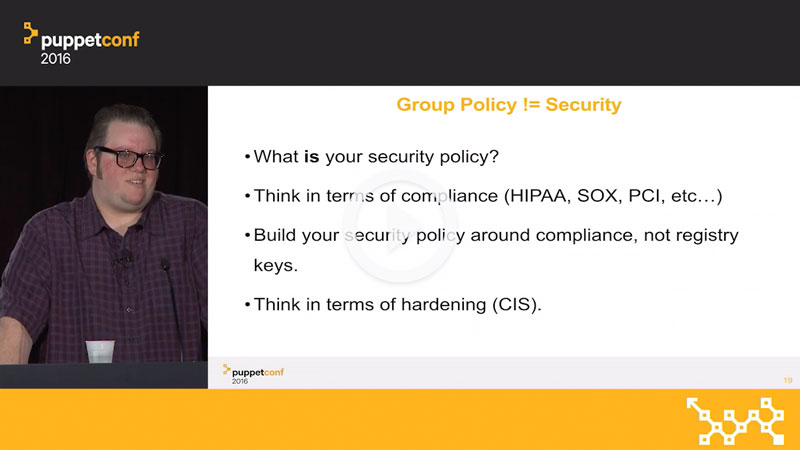 puppetconf
2016
Group Policy != Security
• What is your security policy?
• Think in terms of compliance (HIPAA, SOX, PCI, etc…)
• Build your security policy around compliance, not registry
keys.
• Think in terms of hardening (CIS).
puppetconf
2016
19